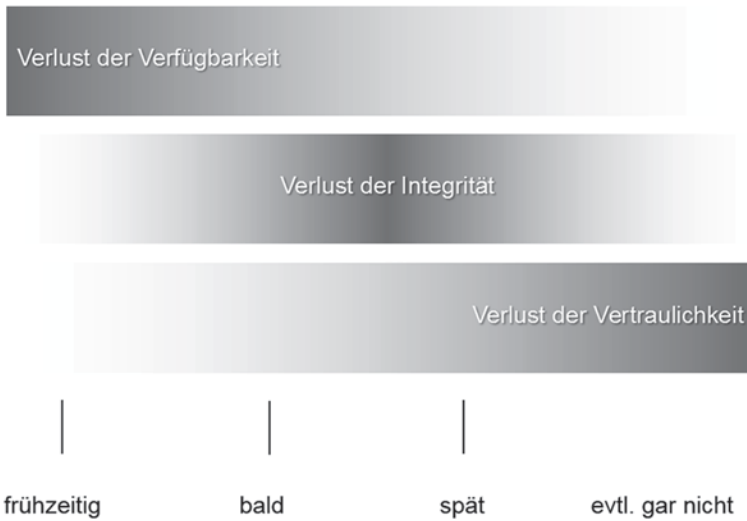 Verlust der Verfügbarkeit
Verlust der Integrität
Verlust der Vertraulichkeit
frühzeitig bald spät evtl. gar nicht